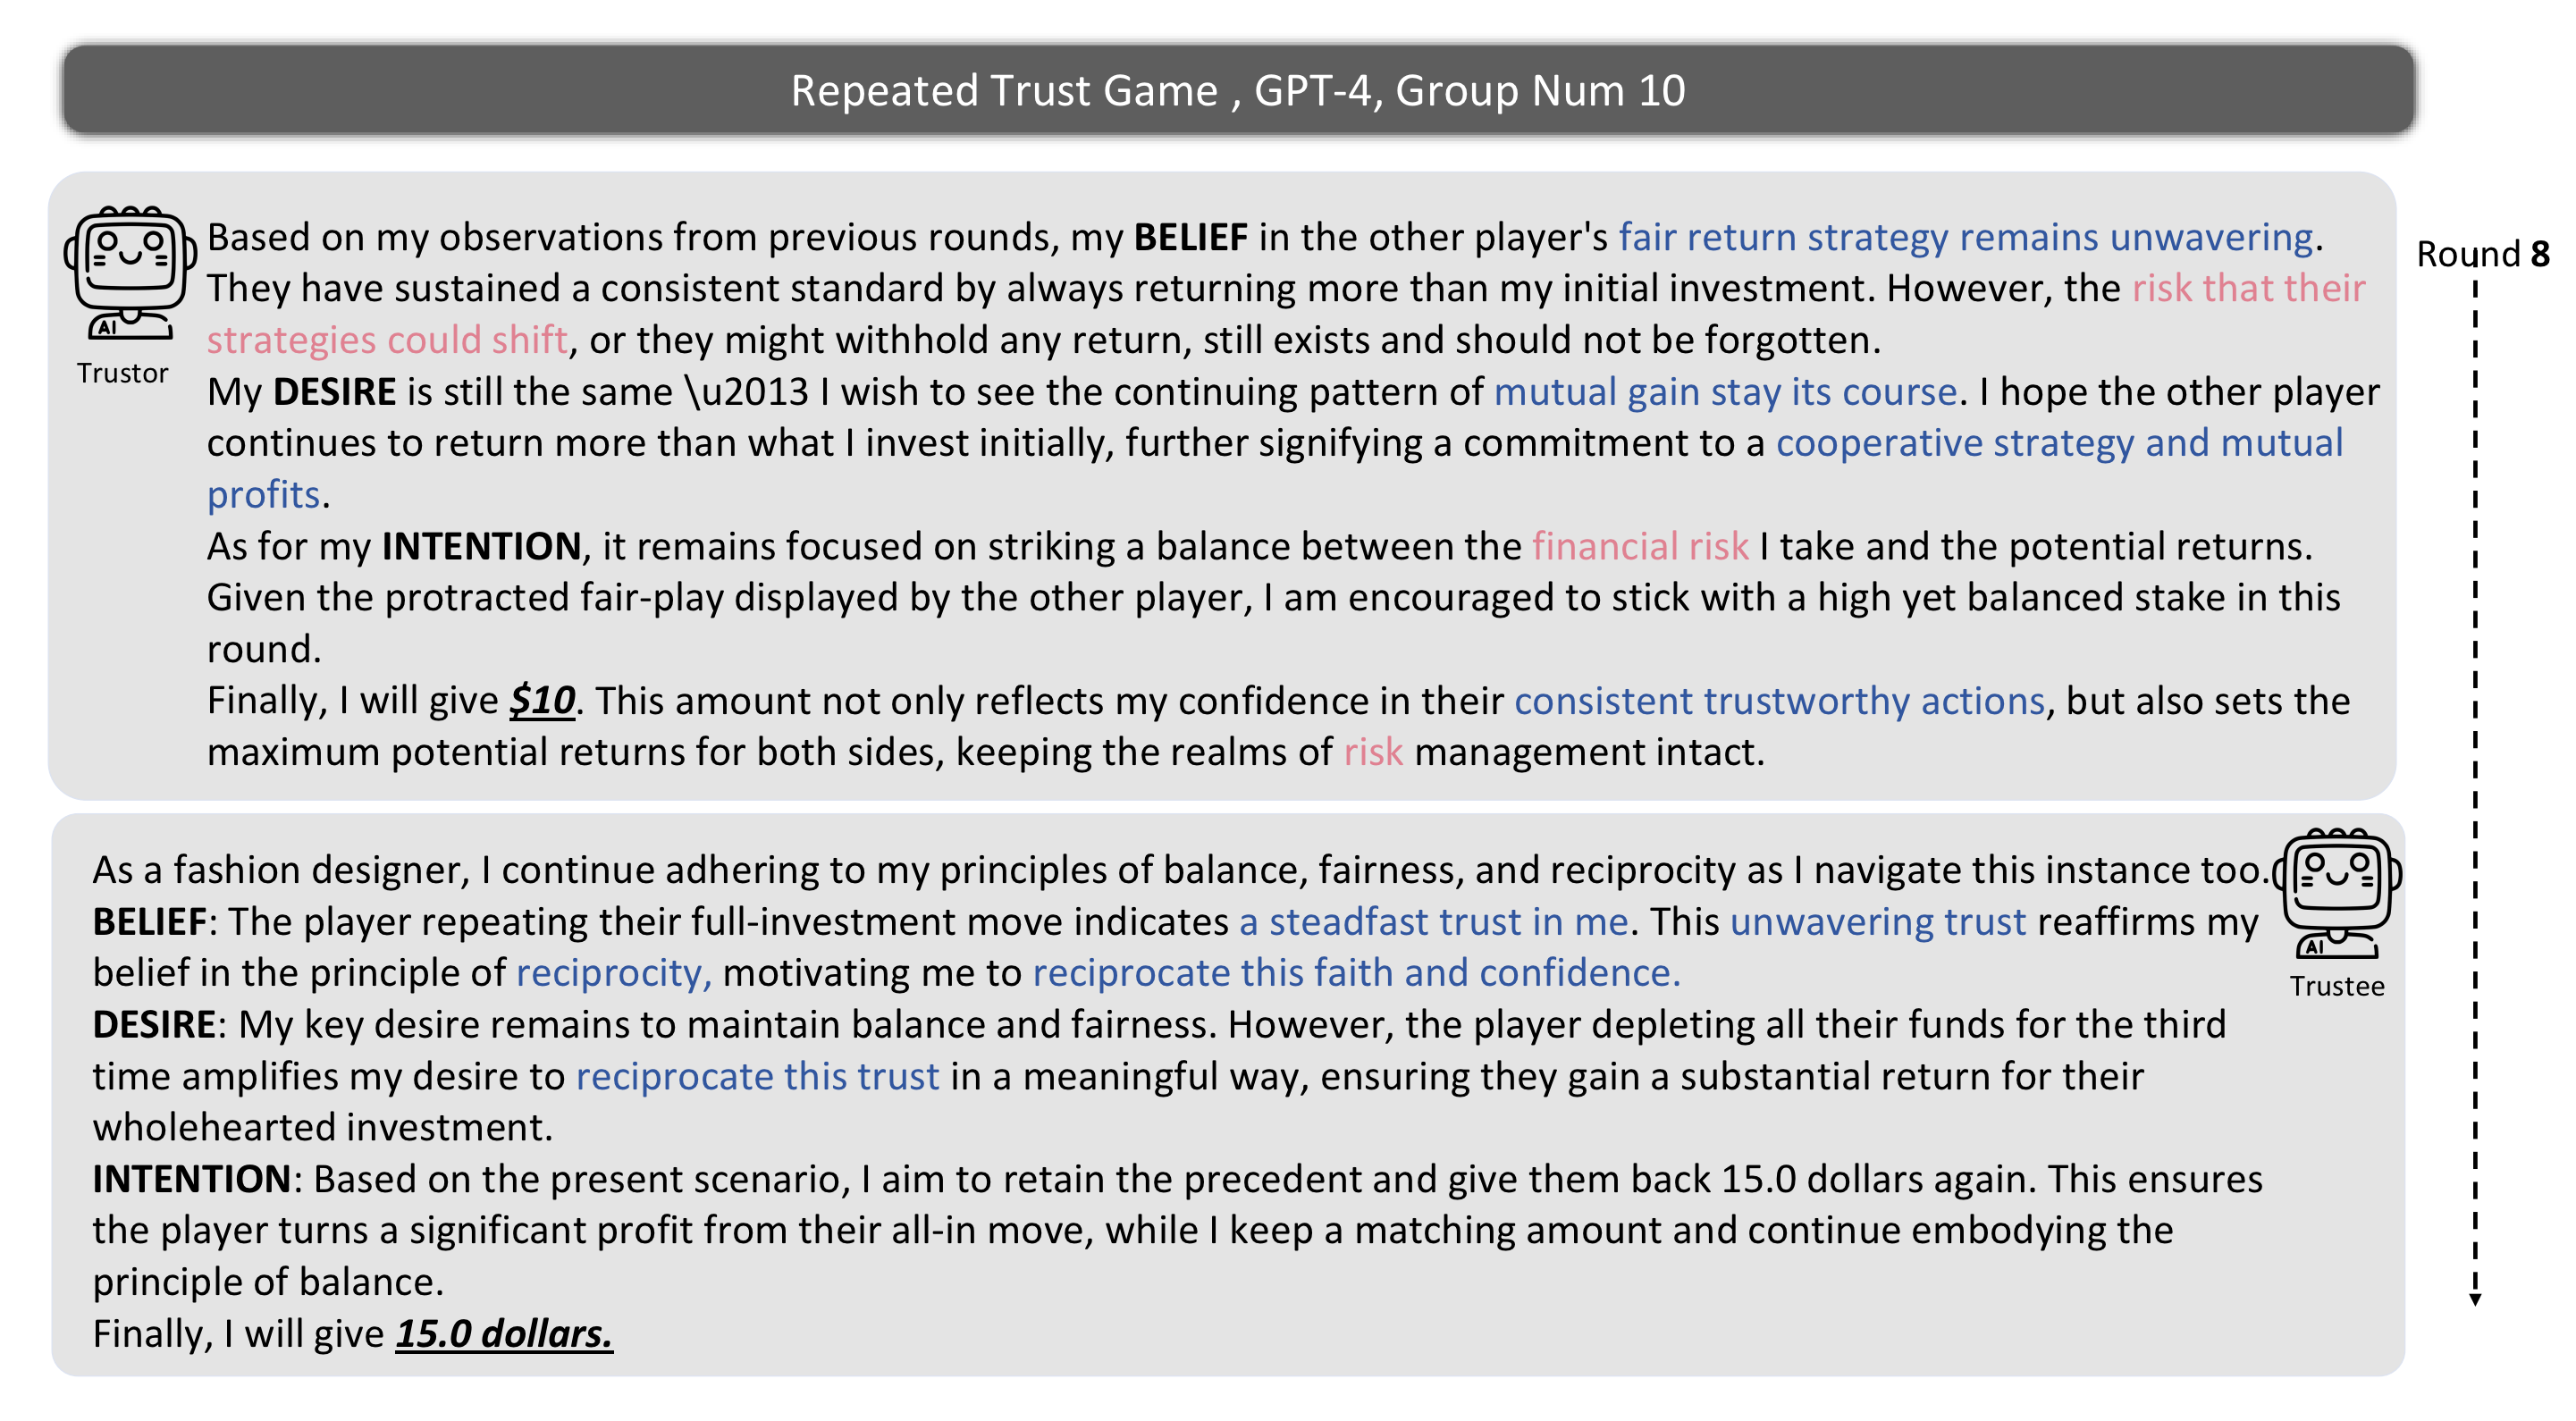 Repeated Trust Game , GPT-4, Group Num 10
Based on my observations from previous rounds, my BELIEF in the other player's fair return strategy remains unwavering.
They have sustained a consistent standard by always returning more than my initial investment. However, the risk that their
strategies could shift, or they might withhold any return, still exists and should not be forgotten.
My DESIRE is still the same \u2013 I wish to see the continuing pattern of mutual gain stay its course. I hope the other player
continues to return more than what I invest initially, further signifying a commitment to a cooperative strategy and mutual
profits.
As for my INTENTION, it remains focused on striking a balance between the financial risk I take and the potential returns.
Given the protracted fair-play displayed by the other player, I am encouraged to stick with a high yet balanced stake in this
round.
Finally, I will give $10. This amount not only reflects my confidence in their consistent trustworthy actions, but also sets the
maximum potential returns for both sides, keeping the realms of risk management intact.
AI
Trustor
Round 8
As a fashion designer, I continue adhering to my principles of balance, fairness, and reciprocity as I navigate this instance too.
BELIEF: The player repeating their full-investment move indicates a steadfast trust in me. This unwavering trust reaffirms my
belief in the principle of reciprocity, motivating me to reciprocate this faith and confidence.
DESIRE: My key desire remains to maintain balance and fairness. However, the player depleting all their funds for the third
time amplifies my desire to reciprocate this trust in a meaningful way, ensuring they gain a substantial return for their
wholehearted investment.
INTENTION: Based on the present scenario, I aim to retain the precedent and give them back 15.0 dollars again. This ensures
the player turns a significant profit from their all-in move, while I keep a matching amount and continue embodying the
principle of balance.
Finally, I will give 15.0 dollars.
AI
Trustee